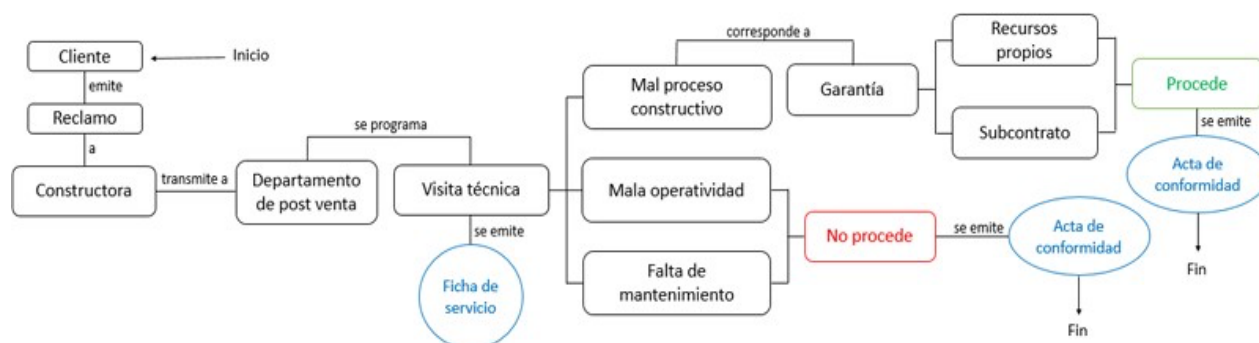 Cliente
Inicio
emite
Reclamo
a
Constructora
transmite a
Departamento
de post venta
se programa
Visita técnica
se emite
Ficha de
servicio
Mal proceso
constructivo
corresponde a
Garantía
Recursos
propios
Subcontrato
Procede
se emite
Acta de
conformidad
Fin
Mala operatividad
Falta de
mantenimiento
No procede
se emite
Acta de
conformidad
Fin